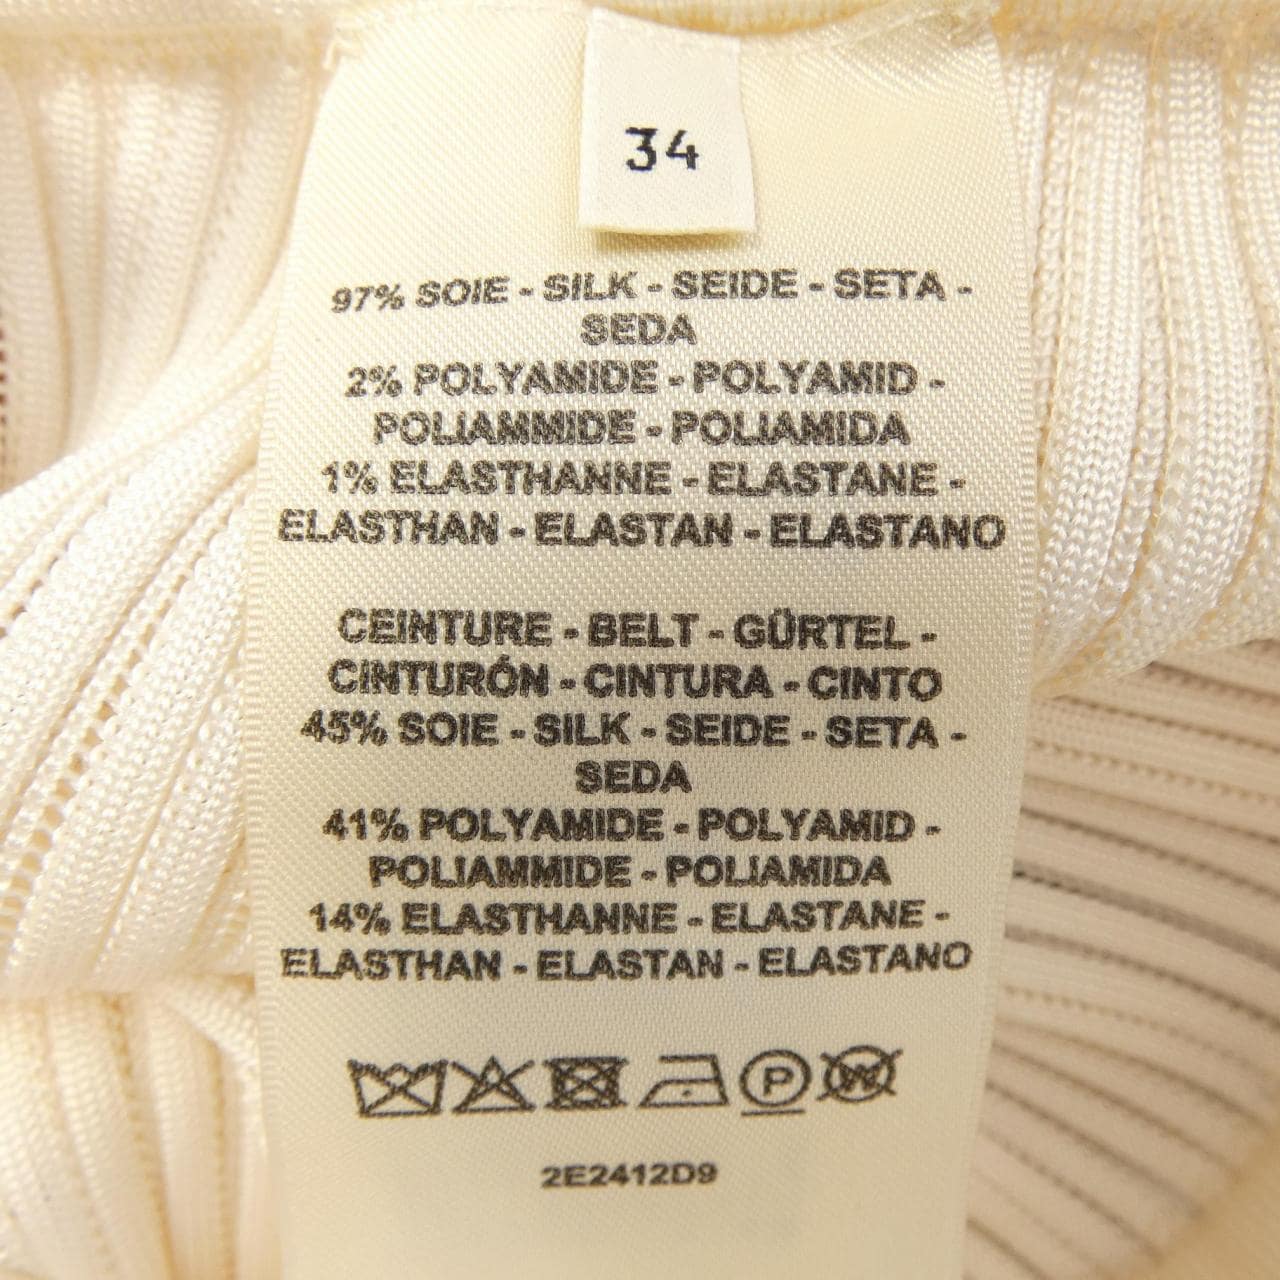 34
97% SOIE - SILK - SEIDE - SETA -
SEDA
2% POLYAMIDE - POLYAMID -
POLIAMMIDE - POLIAMIDA
1% ELASTHANNE - ELASTANE -
ELASTHAN - ELASTAN - ELASTANO
CEINTURE - BELT - GÜRTEL -
CINTURÓN - CINTURA - CINTO
45% SOIE - SILK - SEIDE - SETA -
SEDA
41% POLYAMIDE - POLYAMID -
POLIAMMIDE - POLIAMIDA
14% ELASTHANNE - ELASTANE -
ELASTHAN - ELASTAN - ELASTANO
P W
2E2412D9